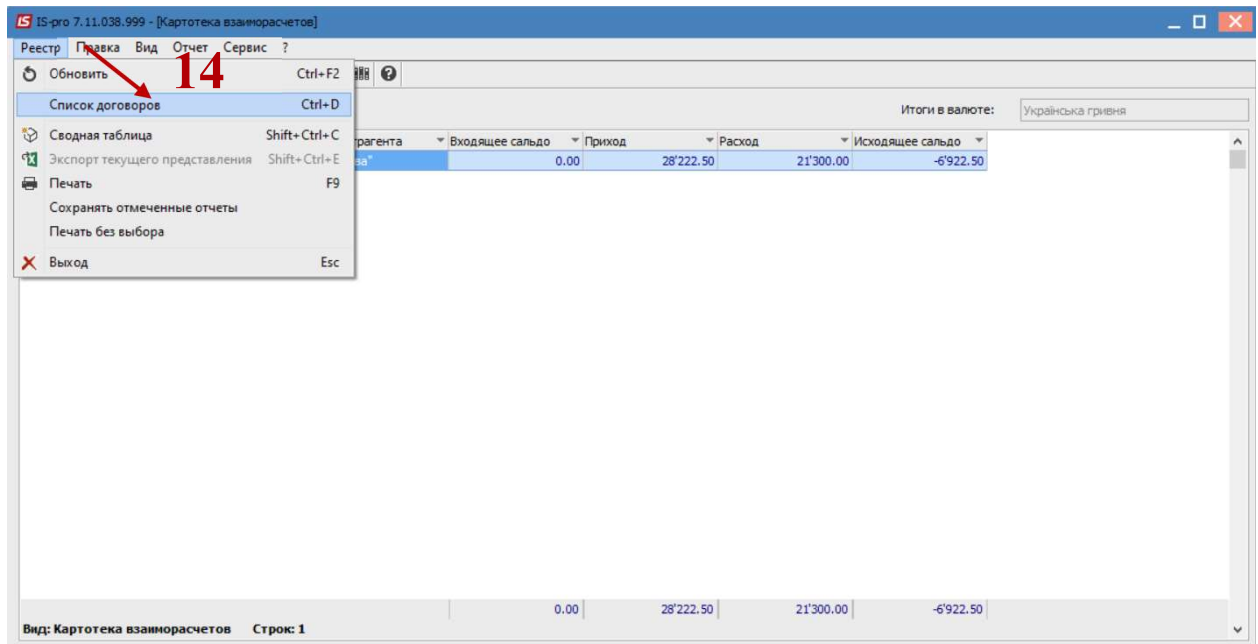 IS-pro 7.11.038.999 - [Картотека взаиморасчетов]
Реестр Правка Вид Отчет Сервис ?
14
Обновить Ctrl+F2
Список договоров Ctrl+D
Сводная таблица Shift+Ctrl+C
Экспорт текущего представления Shift+Ctrl+E
Печать F9
Сохранять отмеченные отчеты
Печать без выбора
Выход Esc
Итоги в валюте: Українська гривня
трагента Входящее сальдо Приход Расход Исходящее сальдо
за" 0.00 28'222.50 21'300.00 -6'922.50
0.00 28'222.50 21'300.00 -6'922.50
Вид: Картотека взаиморасчетов Строк: 1